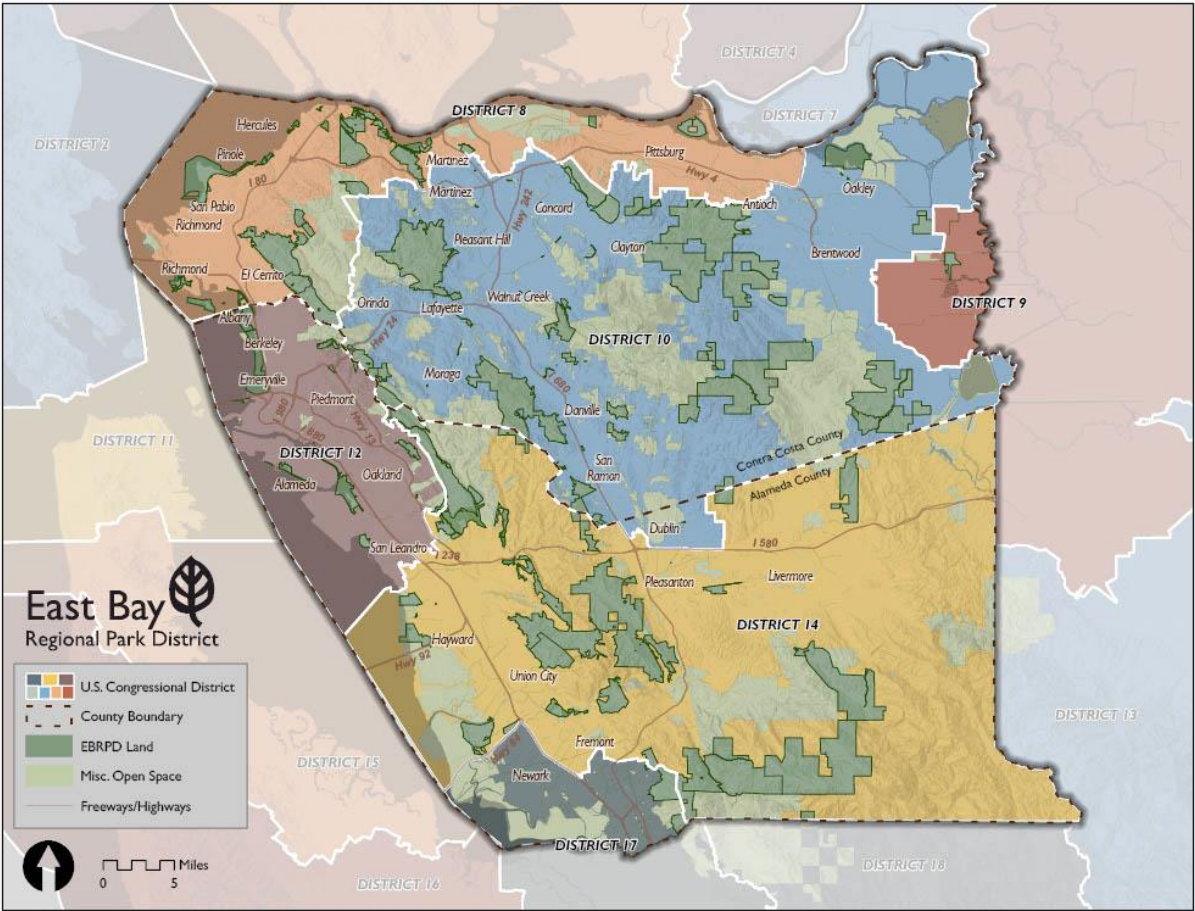 DISTRICT 4
DISTRICT 8
DISTRICT 7
Hercules
DISTRICT 2
Pinole
Martinez
Pittsburg
Hwy 4
I 80
Martinez
Oakley
San Pablo
Richmond
Hwy 242
Concord
Antioch
Pleasant Hill
Clayton
Brentwood
Richmond
El Cerrito
Orinda
Lafayette
Walnut Creek
DISTRICT 9
Albany
Hwy 24
DISTRICT 10
Berkeley
Emeryville
Moraga
I 680
Piedmont
I 980
I 880
Hwy 13
Danville
DISTRICT 11
DISTRICT 12
Contra Costa County
Alameda County
Oakland
San
Ramon
Alameda
Dublin
San Leandro
I 238
I 580
Pleasanton
Livermore
East Bay
Regional Park District
Hayward
DISTRICT 14
Hwy 92
Union City
U.S. Congressional District
County Boundary
DISTRICT 13
EBRPD Land
Fremont
Hwy 84
DISTRICT 15
Misc. Open Space
Newark
Freeways/Highways
DISTRICT 17
DISTRICT 18
Miles
0 5
DISTRICT 16